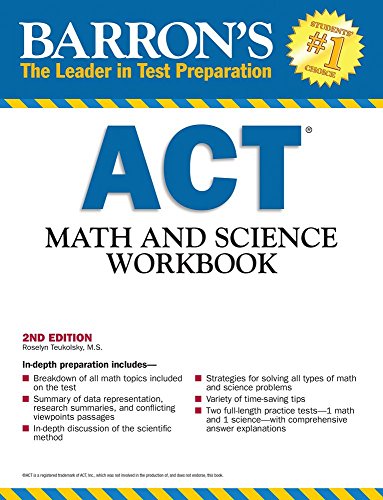 BARRON'S
The Leader in Test Preparation
STUDENTS'
#1
CHOICE
ACT®
MATH AND SCIENCE
WORKBOOK
2ND EDITION
Roselyn Teukolsky, M.S.
In-depth preparation includes—
■ Breakdown of all math topics included
on the test
■ Summary of data representation,
research summaries, and conflicting
viewpoints passages
■ In-depth discussion of the scientific
method
■ Strategies for solving all types of math
and science problems
■ Variety of time-saving tips
■ Two full-length practice tests—1 math
and 1 science—with comprehensive
answer explanations
®ACT is a registered trademark of ACT, Inc., which was not involved in the production of, and does not endorse, this book.